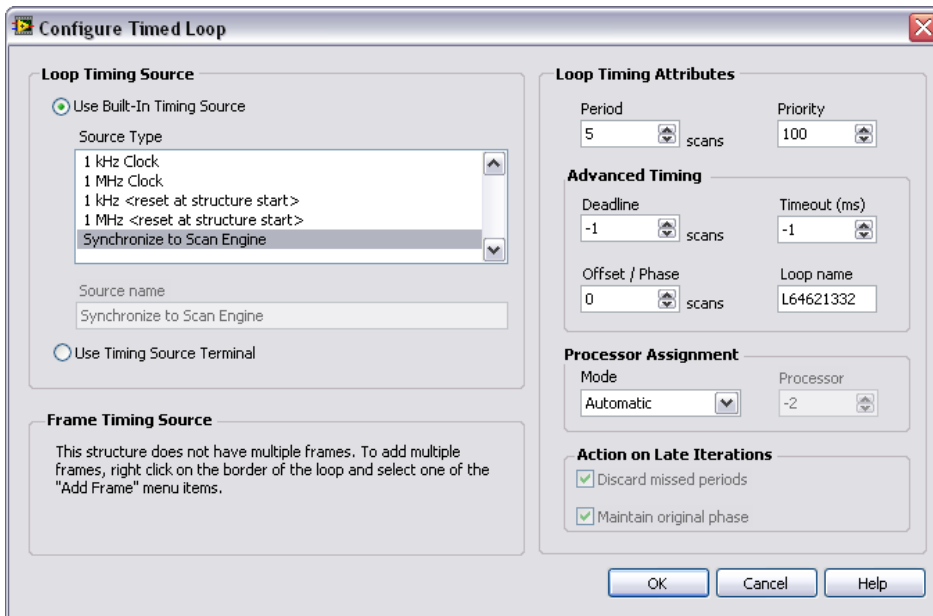 Configure Timed Loop
Loop Timing Source
Use Built-In Timing Source
Source Type
1 kHz Clock
1 MHz Clock
1 kHz <reset at structure start>
1 MHz <reset at structure start>
Synchronize to Scan Engine
Source name
Synchronize to Scan Engine
Use Timing Source Terminal
Frame Timing Source
This structure does not have multiple frames. To add multiple
frames, right click on the border of the loop and select one of the
"Add Frame" menu items.
Loop Timing Attributes
Period
Priority
5 scans
100
Advanced Timing
Deadline
Timeout (ms)
-1 scans
-1
Offset / Phase
Loop name
0 scans
L64621332
Processor Assignment
Mode
Processor
Automatic
-2
Action on Late Iterations
Discard missed periods
Maintain original phase
OK
Cancel
Help